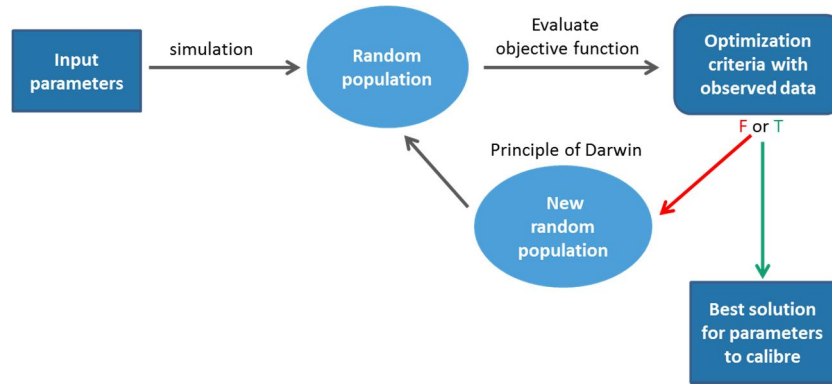 Input
parameters
simulation
Random
population
Evaluate
objective function
Optimization
criteria with
observed data
F or T
Principle of Darwin
New
random
population
Best solution
for parameters
to calibre